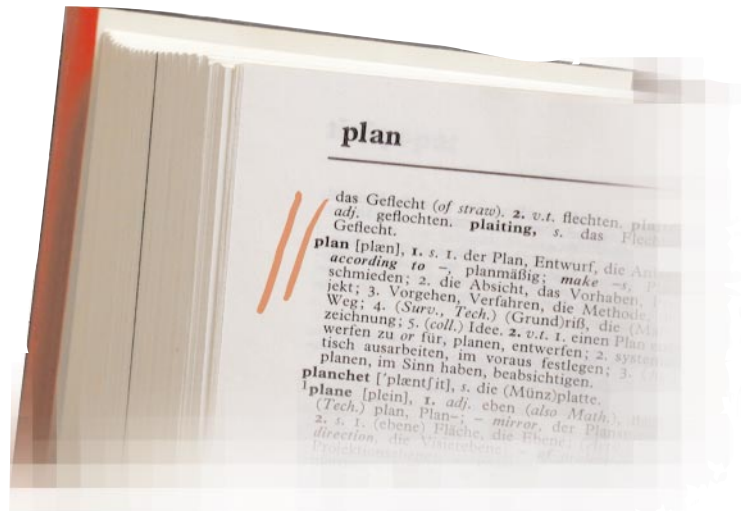 plan
das Geflecht (of straw). 2. v.t. flechten.
adj. geflochten. plaiting, s. das
Geflecht.
plan [plæn], 1. s. 1. der Plan, Entwurf, die
according to –, planmäßig; make –s,
schmieden; 2. die Absicht, das Vorhaben,
jekt; 3. Vorgehen, Verfahren, die Methode,
Weg; 4. (Surv., Tech.) (Grund)riß, die
zeichnung; 5. (coll.) Idee. 2. v.t. 1. einen Plan
werfen zu or für, planen, entwerfen; 2.
tisch ausarbeiten, im voraus festlegen; 3.
planen, im Sinn haben, beabsichtigen.
planchet ['plɑ:ntʃit], s. die (Münz)platte.
¹plane [plein], 1. adj. eben (also Math.),
(Tech.) plan, Plan–; – mirror, der
2. s. 1. (ebene) Fläche, die Ebene;
direction, die Visierebene;